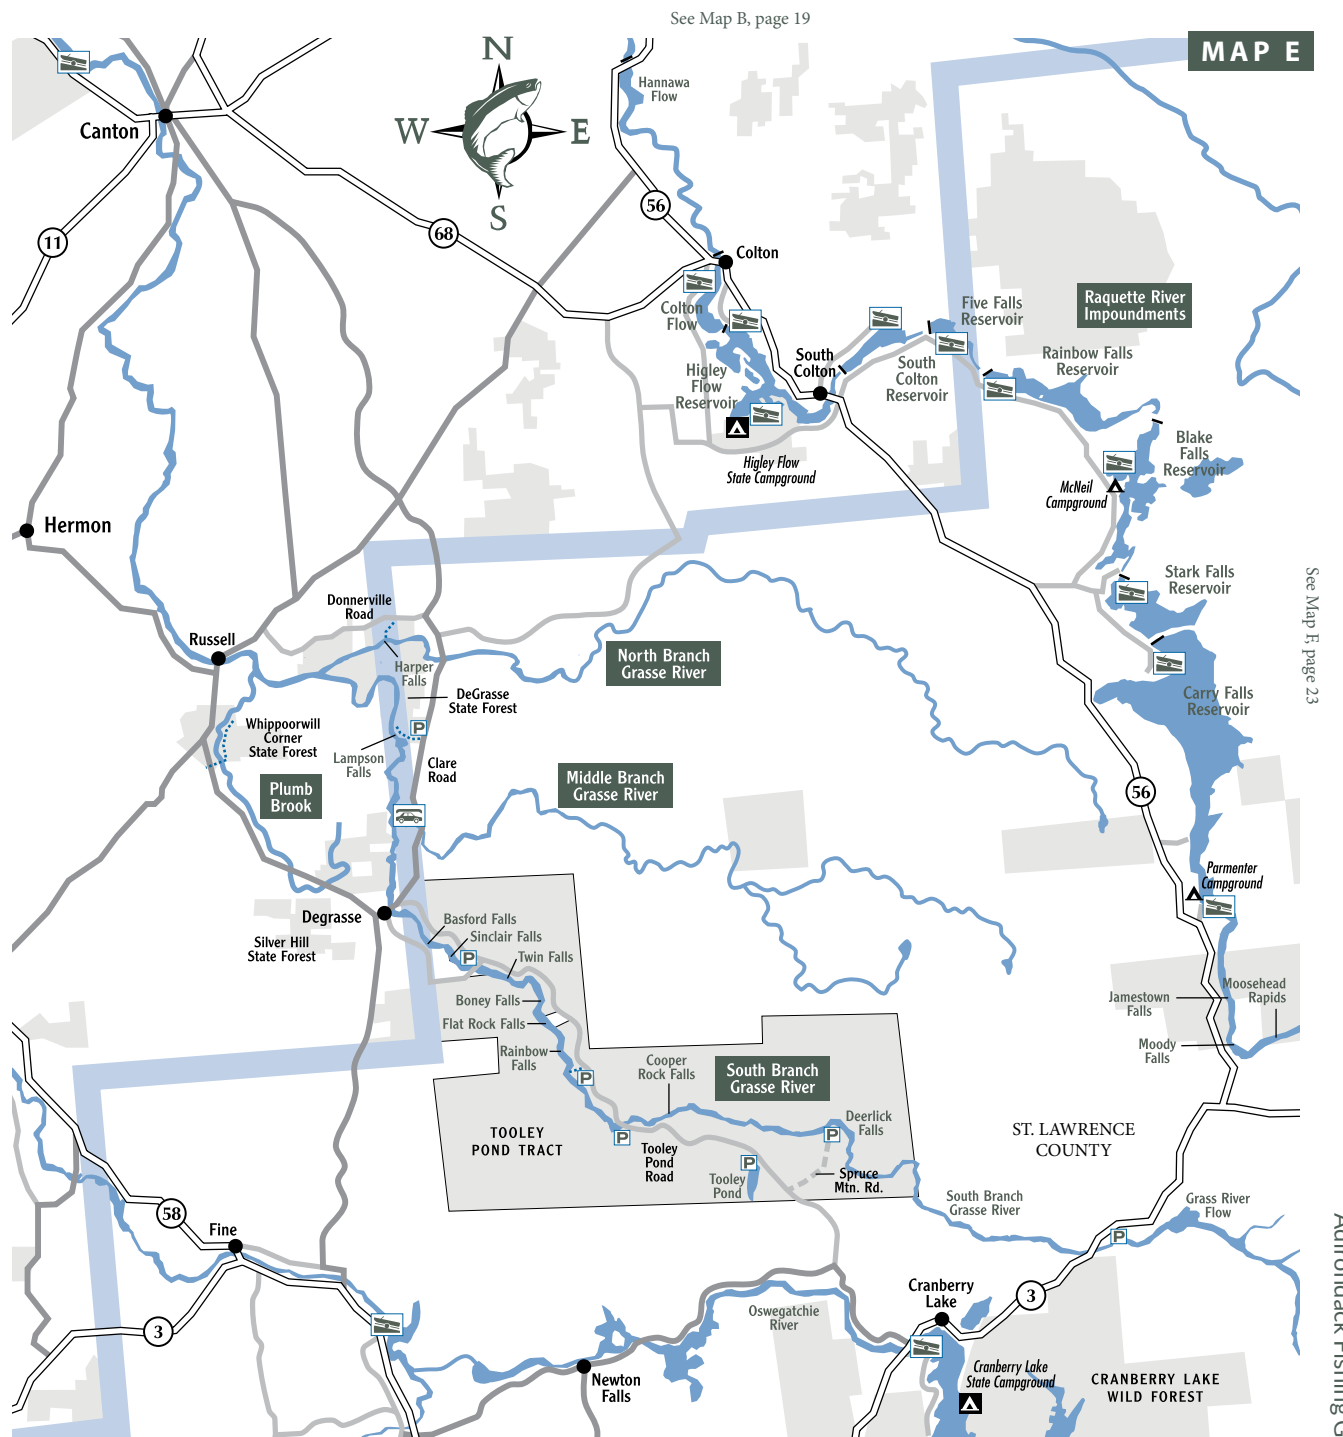 See Map B, page 19
MAP E
N
W
E
S
Hannawa
Flow
Canton
56
11
68
Colton
Colton
Flow
Five Falls
Reservoir
Raquette River
Impoundments
South
Colton
South
Colton
Reservoir
Rainbow Falls
Reservoir
Higley
Flow
Reservoir
Higley Flow
State Campground
Blake
Falls
Reservoir
McNeil
Campground
Hermon
Stark Falls
Reservoir
See Map F, page 23
Donnerville
Road
Russell
North Branch
Grasse River
Harper
Falls
DeGrasse
State Forest
Carry Falls
Reservoir
Whippoorwill
Corner
State Forest
P
Lampson
Falls
Clare
Road
Plumb
Brook
Middle Branch
Grasse River
56
Parmenter
Campground
Degrasse
Silver Hill
State Forest
Basford Falls
Sinclair Falls
P
Twin Falls
Boney Falls
Flat Rock Falls
Rainbow
Falls
P
Cooper
Rock Falls
South Branch
Grasse River
Jamestown
Falls
Moosehead
Rapids
Moody
Falls
Deerlick
Falls
P
P
TOOLEY
POND TRACT
Tooley
Pond
Road
P
Tooley
Pond
Spruce
Mtn. Rd.
ST. LAWRENCE
COUNTY
South Branch
Grasse River
Grass River
Flow
P
58
Fine
3
Cranberry
Lake
3
Oswegatchie
River
Newton
Falls
Cranberry Lake
State Campground
CRANBERRY LAKE
WILD FOREST
Adirondack Fishing G